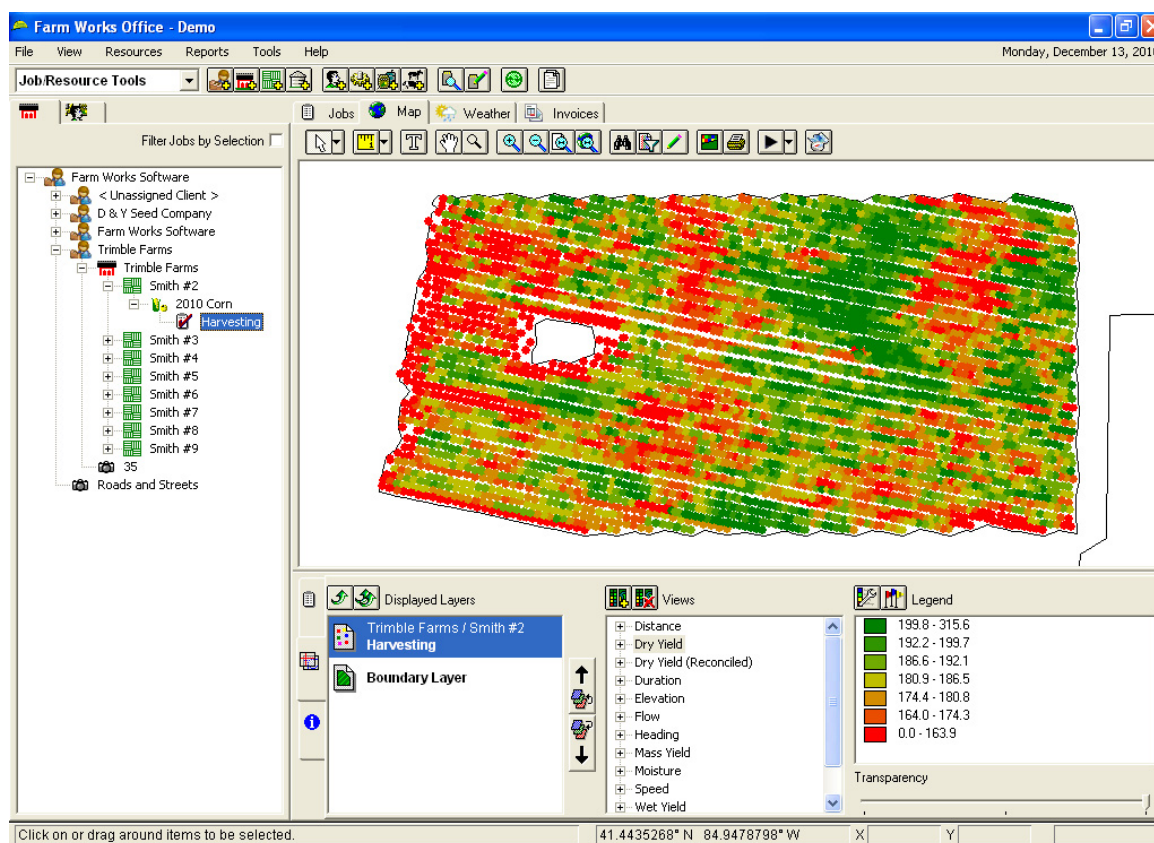 Farm Works Office - Demo
File View Resources Reports Tools Help
Monday, December 13, 201
Job/Resource Tools
Jobs Map Weather Invoices
Filter Jobs by Selection
Farm Works Software
< Unassigned Client >
D & Y Seed Company
Farm Works Software
Trimble Farms
Trimble Farms
Smith #2
2010 Corn
Harvesting
Smith #3
Smith #4
Smith #5
Smith #6
Smith #7
Smith #8
Smith #9
35
Roads and Streets
Displayed Layers
Trimble Farms / Smith #2
Harvesting
Boundary Layer
Views
Distance
Dry Yield
Dry Yield (Reconciled)
Duration
Elevation
Flow
Heading
Mass Yield
Moisture
Speed
Wet Yield
Legend
199.8 - 315.6
192.2 - 199.7
186.6 - 192.1
180.9 - 186.5
174.4 - 180.8
164.0 - 174.3
0.0 - 163.9
Transparency
Click on or drag around items to be selected.
41.4435268° N 84.9478798° W X Y